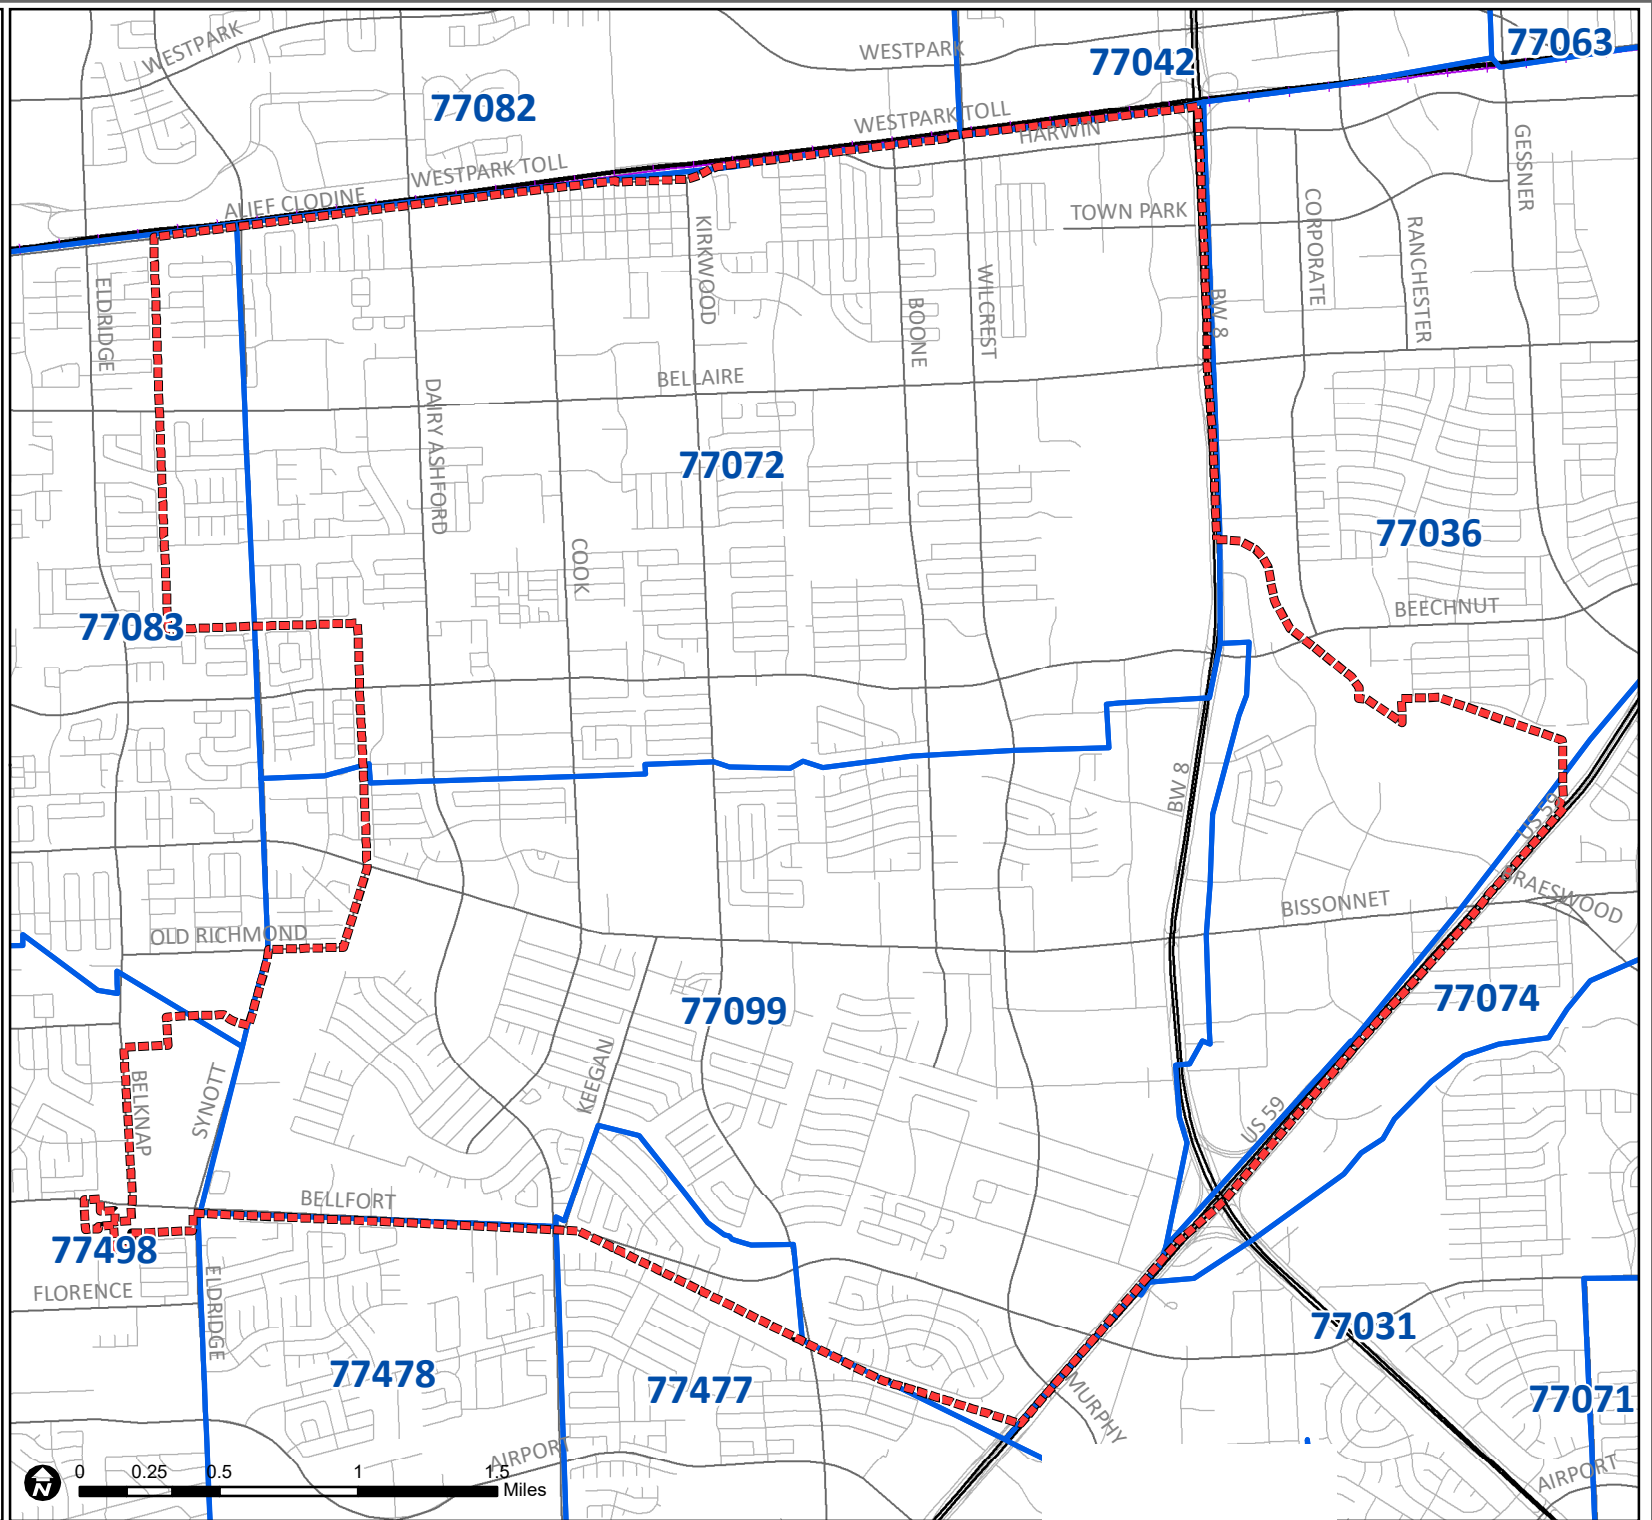 WESTPARK
WESTPARK
77042
77063
77082
WESTPARK TOLL
HARWIN
GESSNER
WESTPARK TOLL
ALIEF CLODINE
TOWN PARK
CORPORATE
RANCHESTER
KIRKWOOD
ELDRIDGE
BOONE
WILCREST
BW 8
BELLAIRE
DAIRY ASHFORD
77072
77036
COOK
BEECHNUT
77083
BW 8
US 59
BRAESWOOD
BISSONNET
OLD RICHMOND
77099
77074
KEEGAN
BELKNAP
SYNOTT
US 59
BELLFORT
77498
FLORENCE
ELDRIDGE
77031
77478
77477
MURPHY
77071
AIRPORT
AIRPORT
N
0 0.25 0.5 1 1.5
Miles